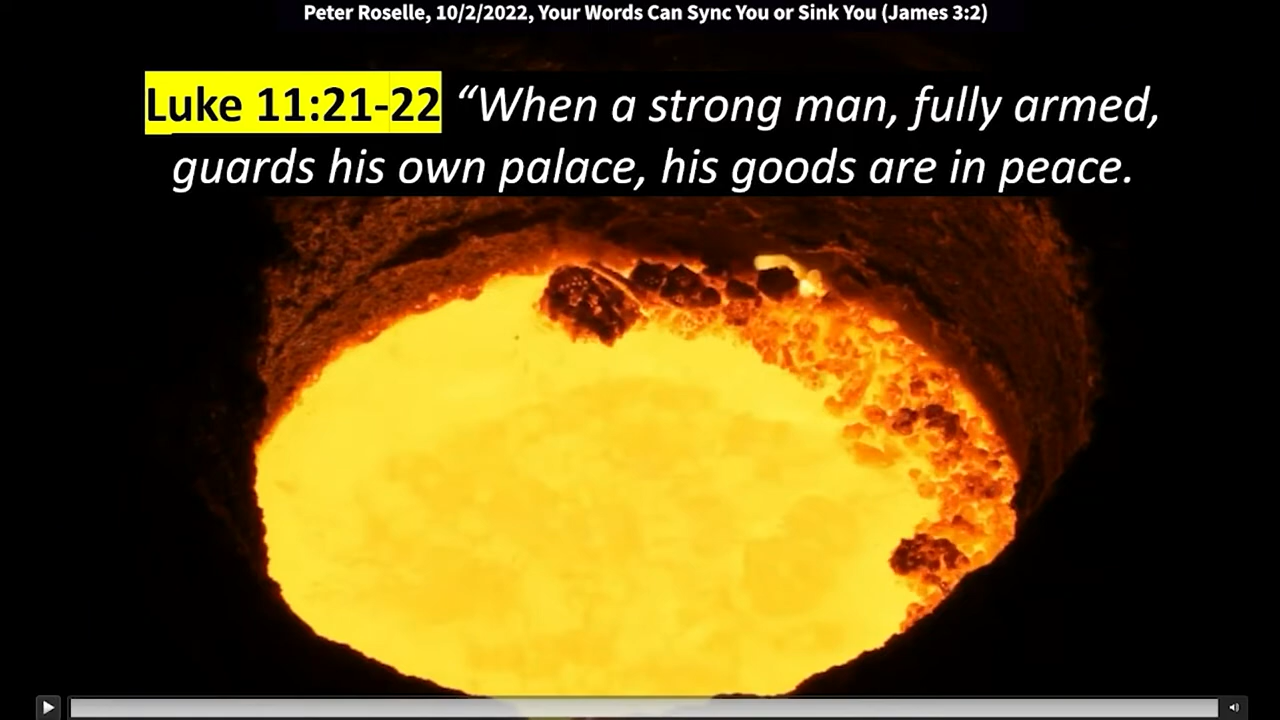 Peter Roselle, 10/2/2022, Your Words Can Sync You or Sink You (James 3:2)
Luke 11:21-22 “When a strong man, fully armed,
guards his own palace, his goods are in peace.